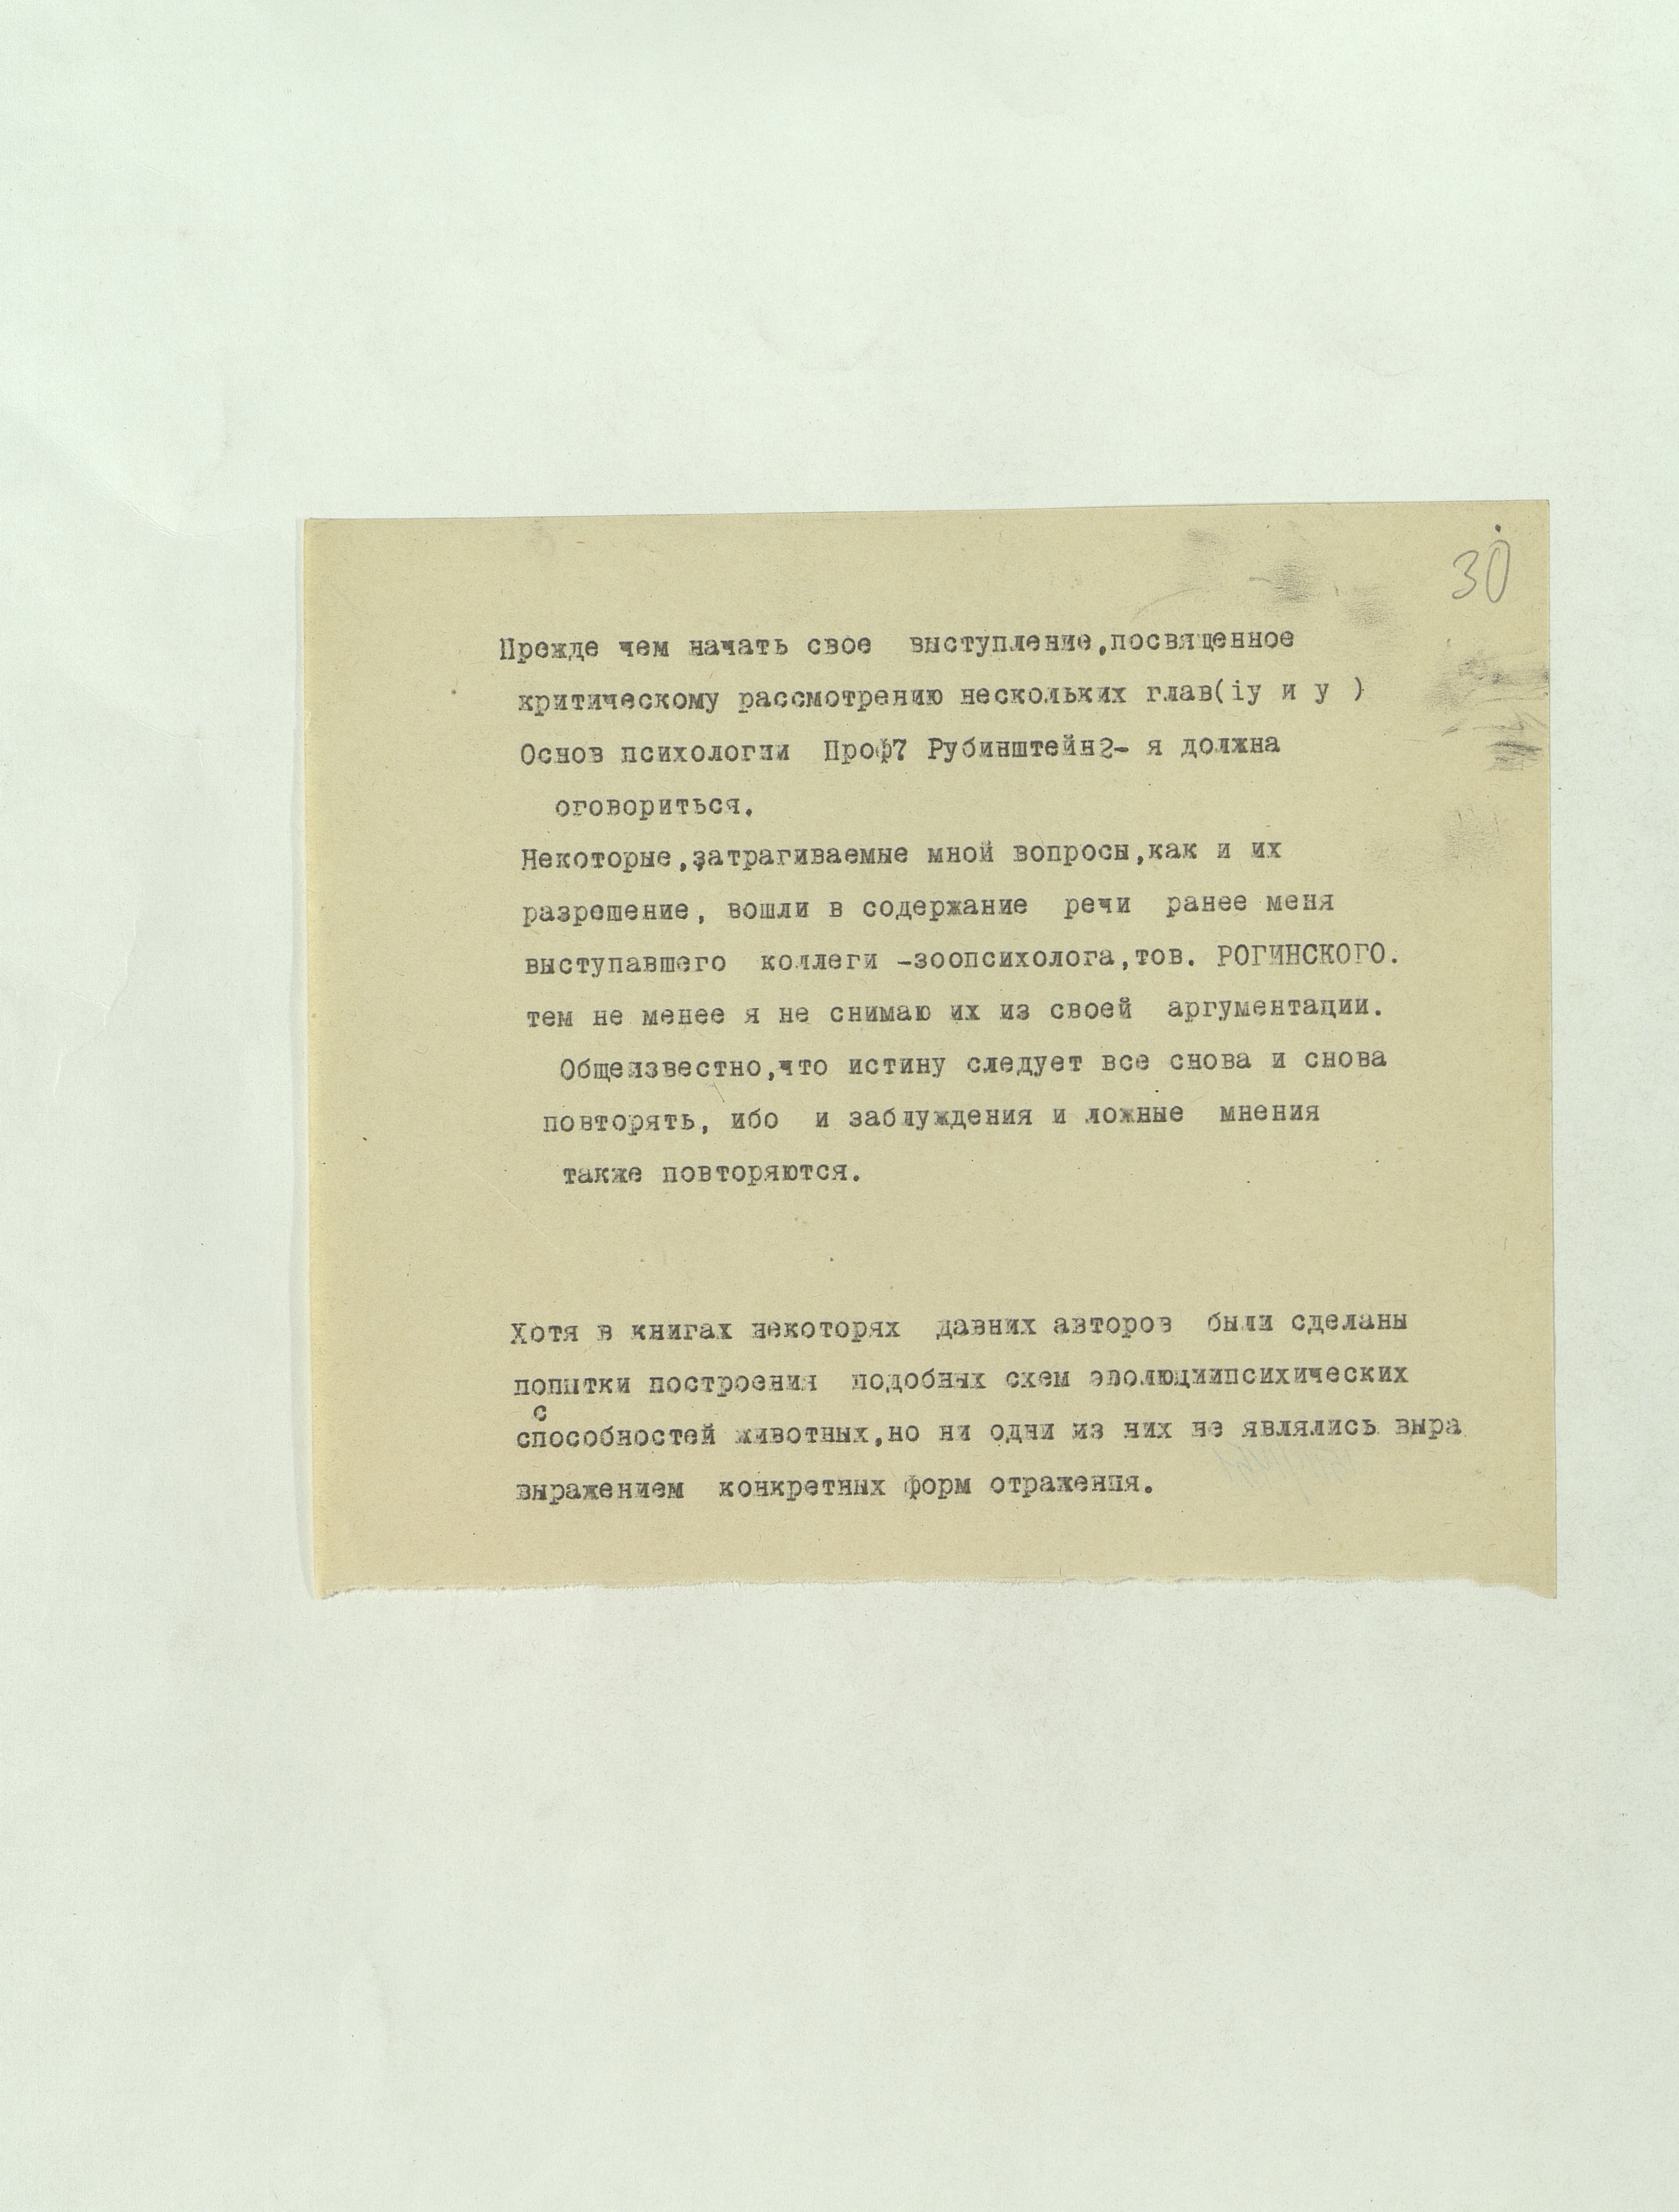 30
Прежде чем начать свое выступление,посвященное
критическому рассмотрению нескольких глав(iу и у )
Основ психологии Проф7 Рубинштейн2- я должна
оговориться.
Некоторые,затрагиваемые мной вопросы,как и их
разрешение, вошли в содержание речи ранее меня
выступавшего коллеги -зоопсихолога,тов. РОГИНСКОГО.
тем не менее я не снимаю их из своей аргументации.
Общеизвестно,что истину следует все снова и снова
повторять, ибо и заблуждения и ложные мнения
также повторяются.
Хотя в книгах некоторях давних авторов были сделаны
попытки построения подобных схем эволюциипсихических
с
способностей животных,но ни одни из них не являлись выра
выражением конкретных форм отражения.